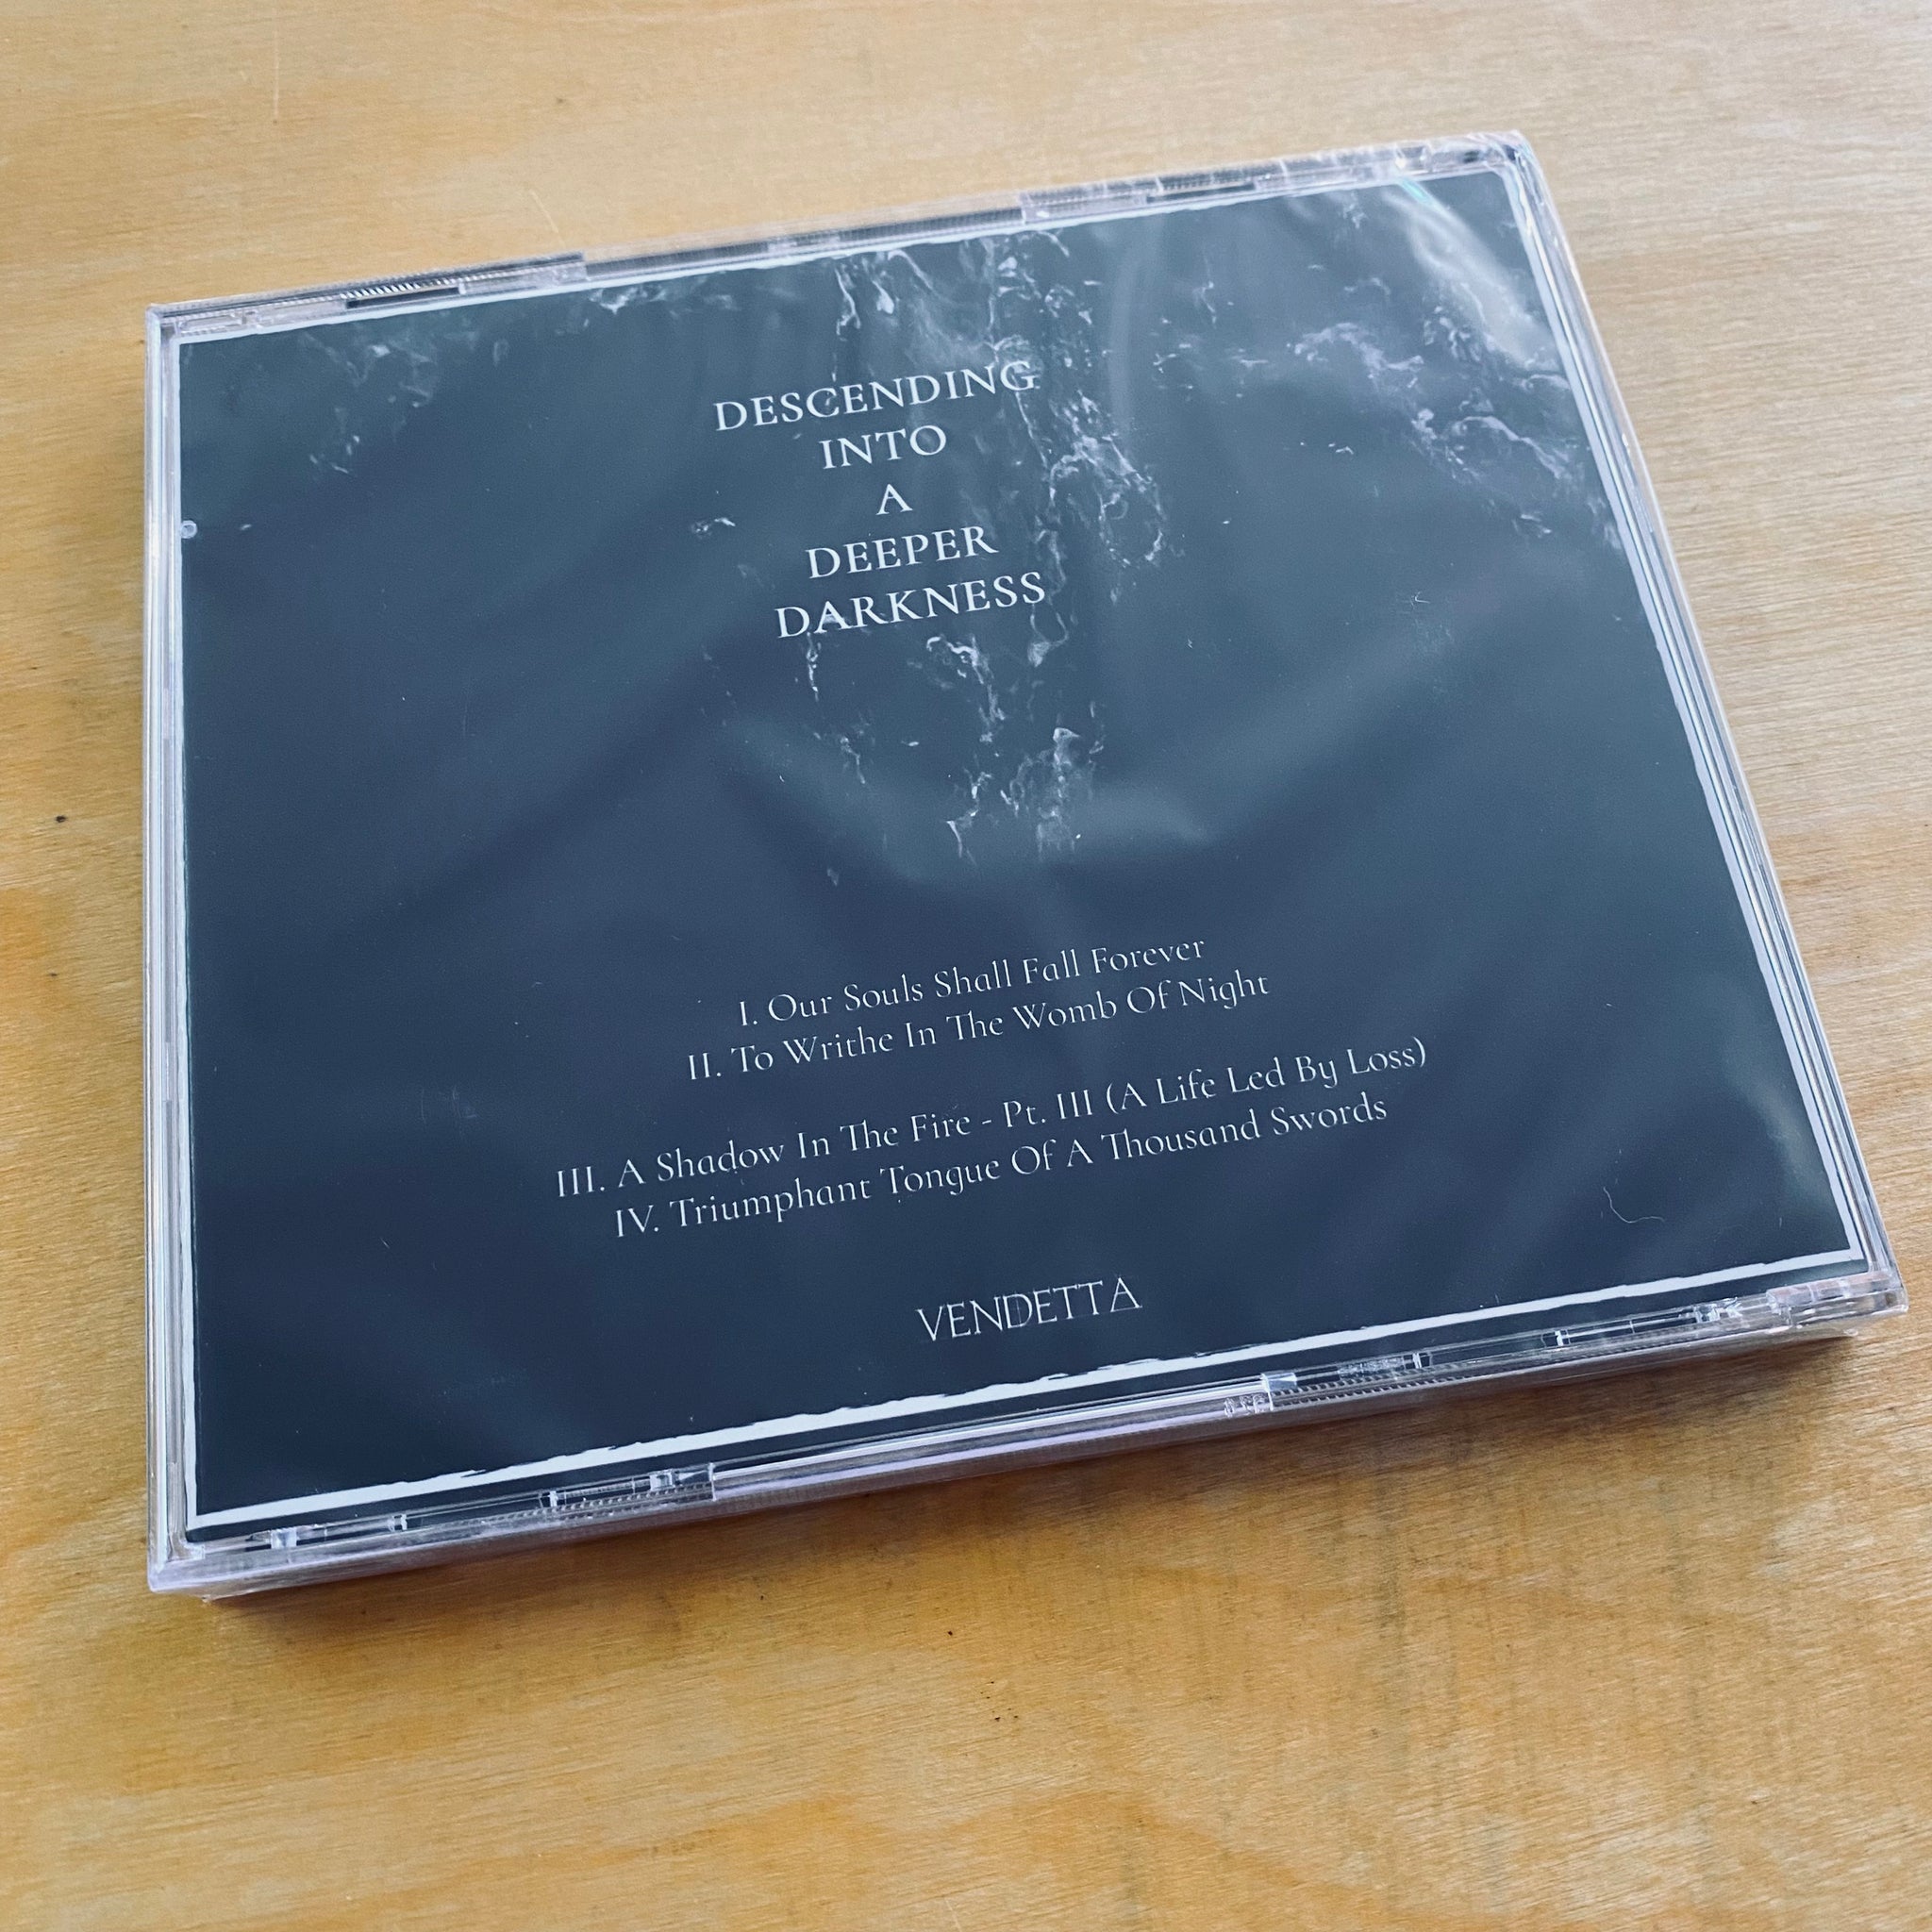 DESCENDING
INTO
A
DEEPER
DARKNESS
I. Our Souls Shall Fall Forever
II. To Writhe In The Womb Of Night
III. A Shadow In The Fire - Pt. III (A Life Led By Loss)
IV. Triumphant Tongue Of A Thousand Swords
VENDETTA